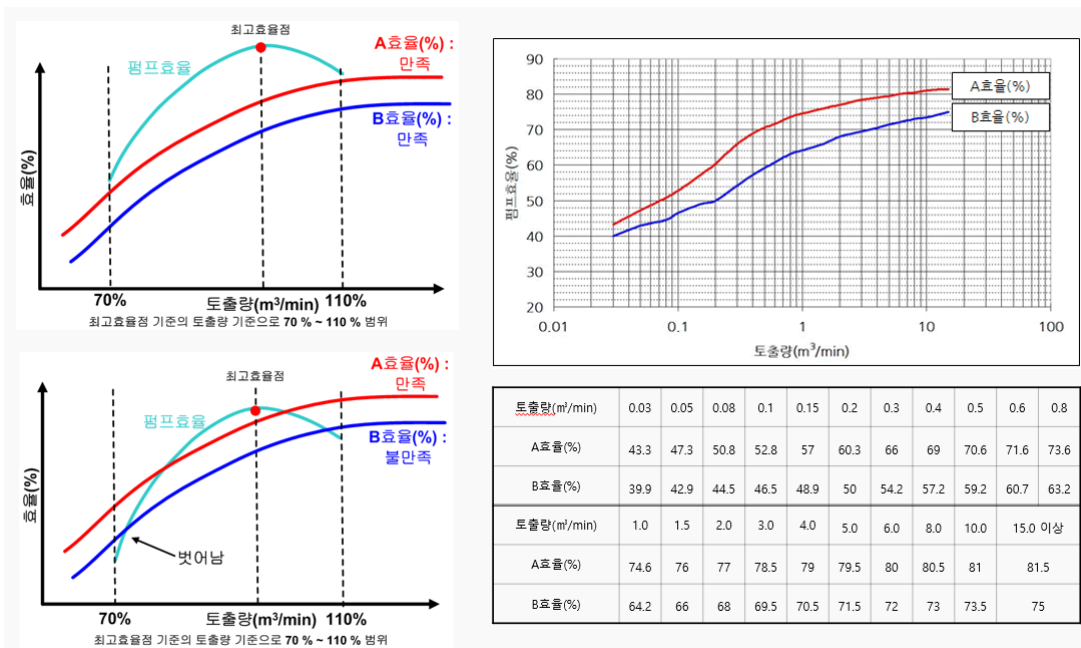 최고효율점
A효율(%) :
만족
펌프효율
B효율(%) :
만족
효율(%)
70%
토출량(m³/min)
110%
최고효율점 기준의 토출량 기준으로 70 % ~ 110 % 범위
A효율(%) :
만족
최고효율점
펌프효율
B효율(%) :
불만족
효율(%)
벗어남
70%
토출량(m³/min)
110%
최고효율점 기준의 토출량 기준으로 70 % ~ 110 % 범위
90
80
70
60
50
40
30
20
펌프효율(%)
A효율(%)
B효율(%)
0.01 0.1 1 10 100
토출량(m³/min)
토출량(m³/min) 0.03 0.05 0.08 0.1 0.15 0.2 0.3 0.4 0.5 0.6 0.8
A효율(%) 43.3 47.3 50.8 52.8 57 60.3 66 69 70.6 71.6 73.6
B효율(%) 39.9 42.9 44.5 46.5 48.9 50 54.2 57.2 59.2 60.7 63.2
토출량(m³/min) 1.0 1.5 2.0 3.0 4.0 5.0 6.0 8.0 10.0 15.0 이상
A효율(%) 74.6 76 77 78.5 79 79.5 80 80.5 81 81.5
B효율(%) 64.2 66 68 69.5 70.5 71.5 72 73 73.5 75